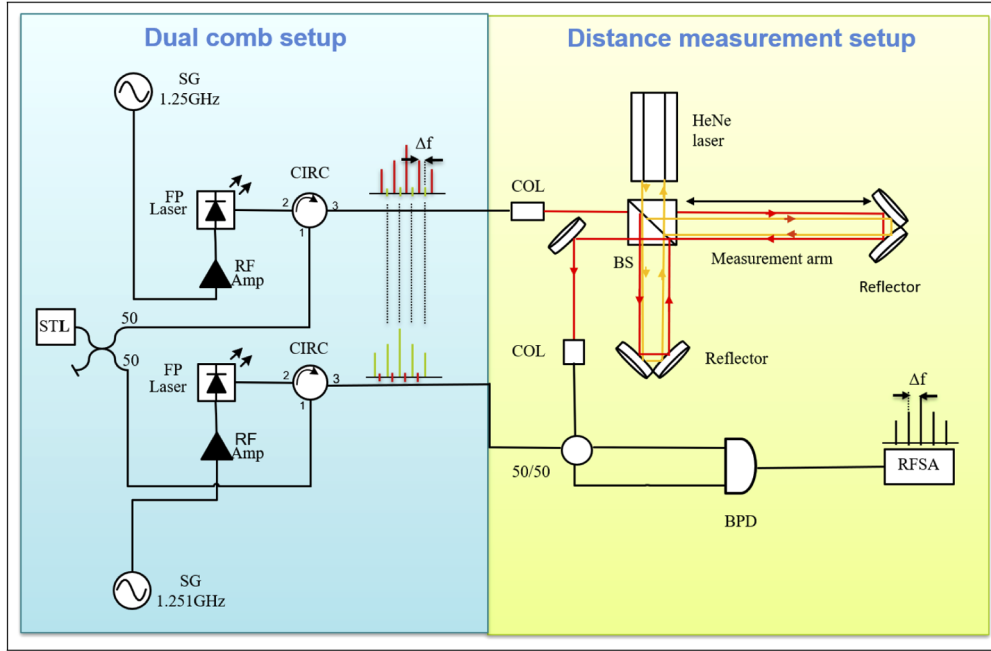 Dual comb setup
Distance measurement setup
SG
1.25GHz
HeNe
laser
Δf
CIRC
FP
Laser
2
3
1
COL
RF
Amp
BS
Measurement arm
Reflector
STL
50
50
CIRC
FP
Laser
2
3
1
COL
Reflector
Δf
RF
Amp
50/50
RFSA
BPD
SG
1.251GHz